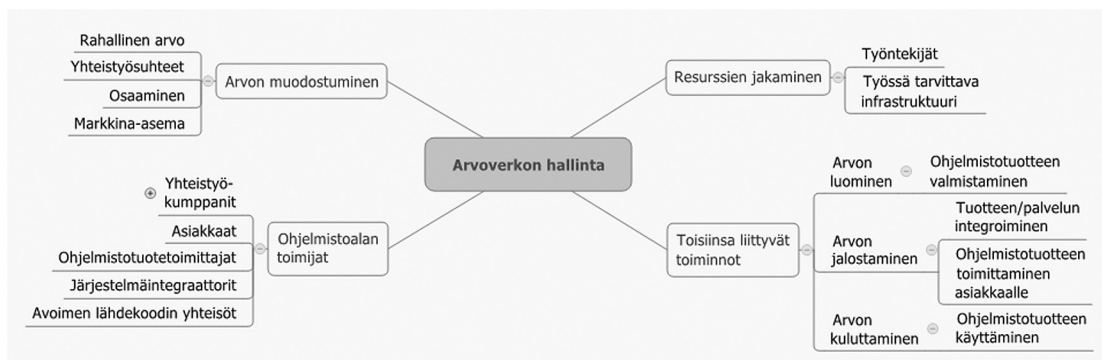 Rahallinen arvo
Yhteistyösuhteet
Osaaminen
Markkina-asema
Arvon muodostuminen
Yhteistyö-
kumppanit
Asiakkaat
Ohjelmistotuotetoimittajat
Järjestelmäintegraattorit
Avoimen lähdekoodin yhteisöt
Ohjelmistoalan
toimijat
Arvoverkon hallinta
Resurssien jakaminen
Työntekijät
Työssä tarvittava
infrastruktuuri
Toisiinsa liittyvät
toiminnot
Arvon
luominen
Ohjelmistotuotteen
valmistaminen
Arvon
jalostaminen
Tuotteen/palvelun
integroiminen
Ohjelmistotuotteen
toimittaminen
asiakkaalle
Arvon
kuluttaminen
Ohjelmistotuotteen
käyttäminen